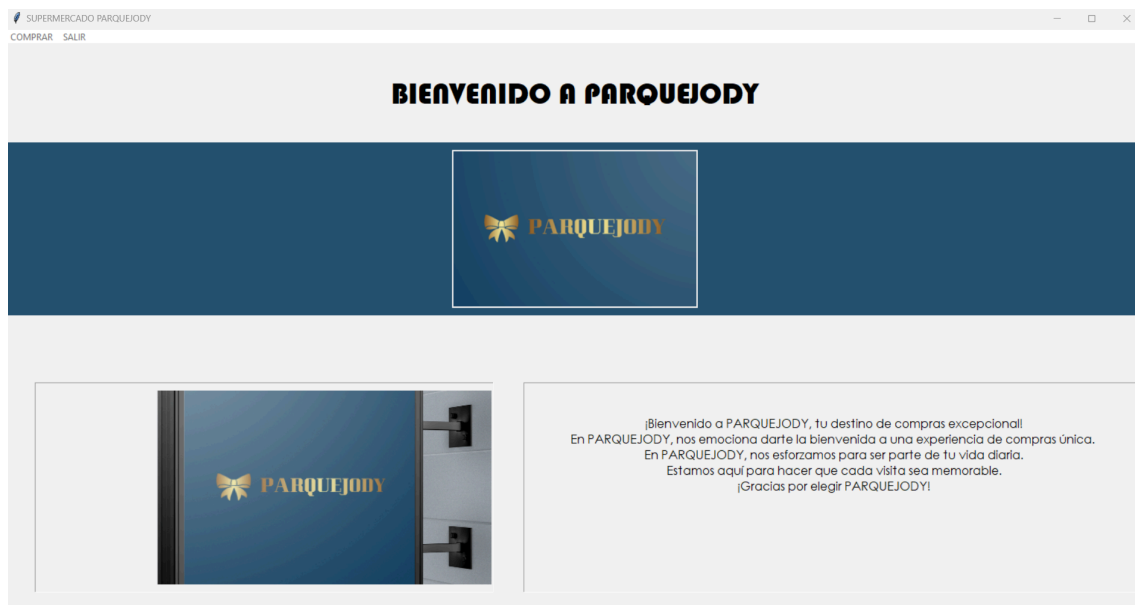 SUPERMERCADO PARQUEJODY
COMPRAR SALIR
BIENVENIDO A PARQUEJODY
PARQUEJODY
PARQUEJODY
¡Bienvenido a PARQUEJODY, tu destino de compras excepcional!
En PARQUEJODY, nos emociona darte la bienvenida a una experiencia de compras única.
En PARQUEJODY, nos esforzamos para ser parte de tu vida diaria.
Estamos aquí para hacer que cada visita sea memorable.
¡Gracias por elegir PARQUEJODY!